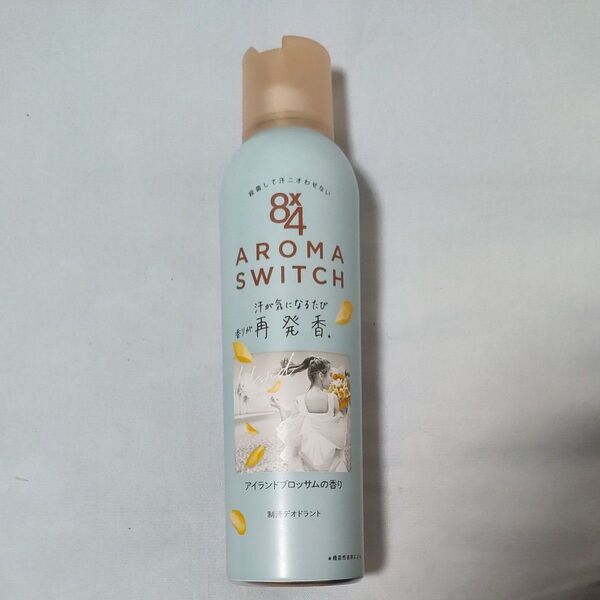 殺菌して汗ニオわせない
8x4
AROMA
SWITCH
汗が気になるたび
香りが再発香。
Island
アイランドブロッサムの香り
制汗デオドラント